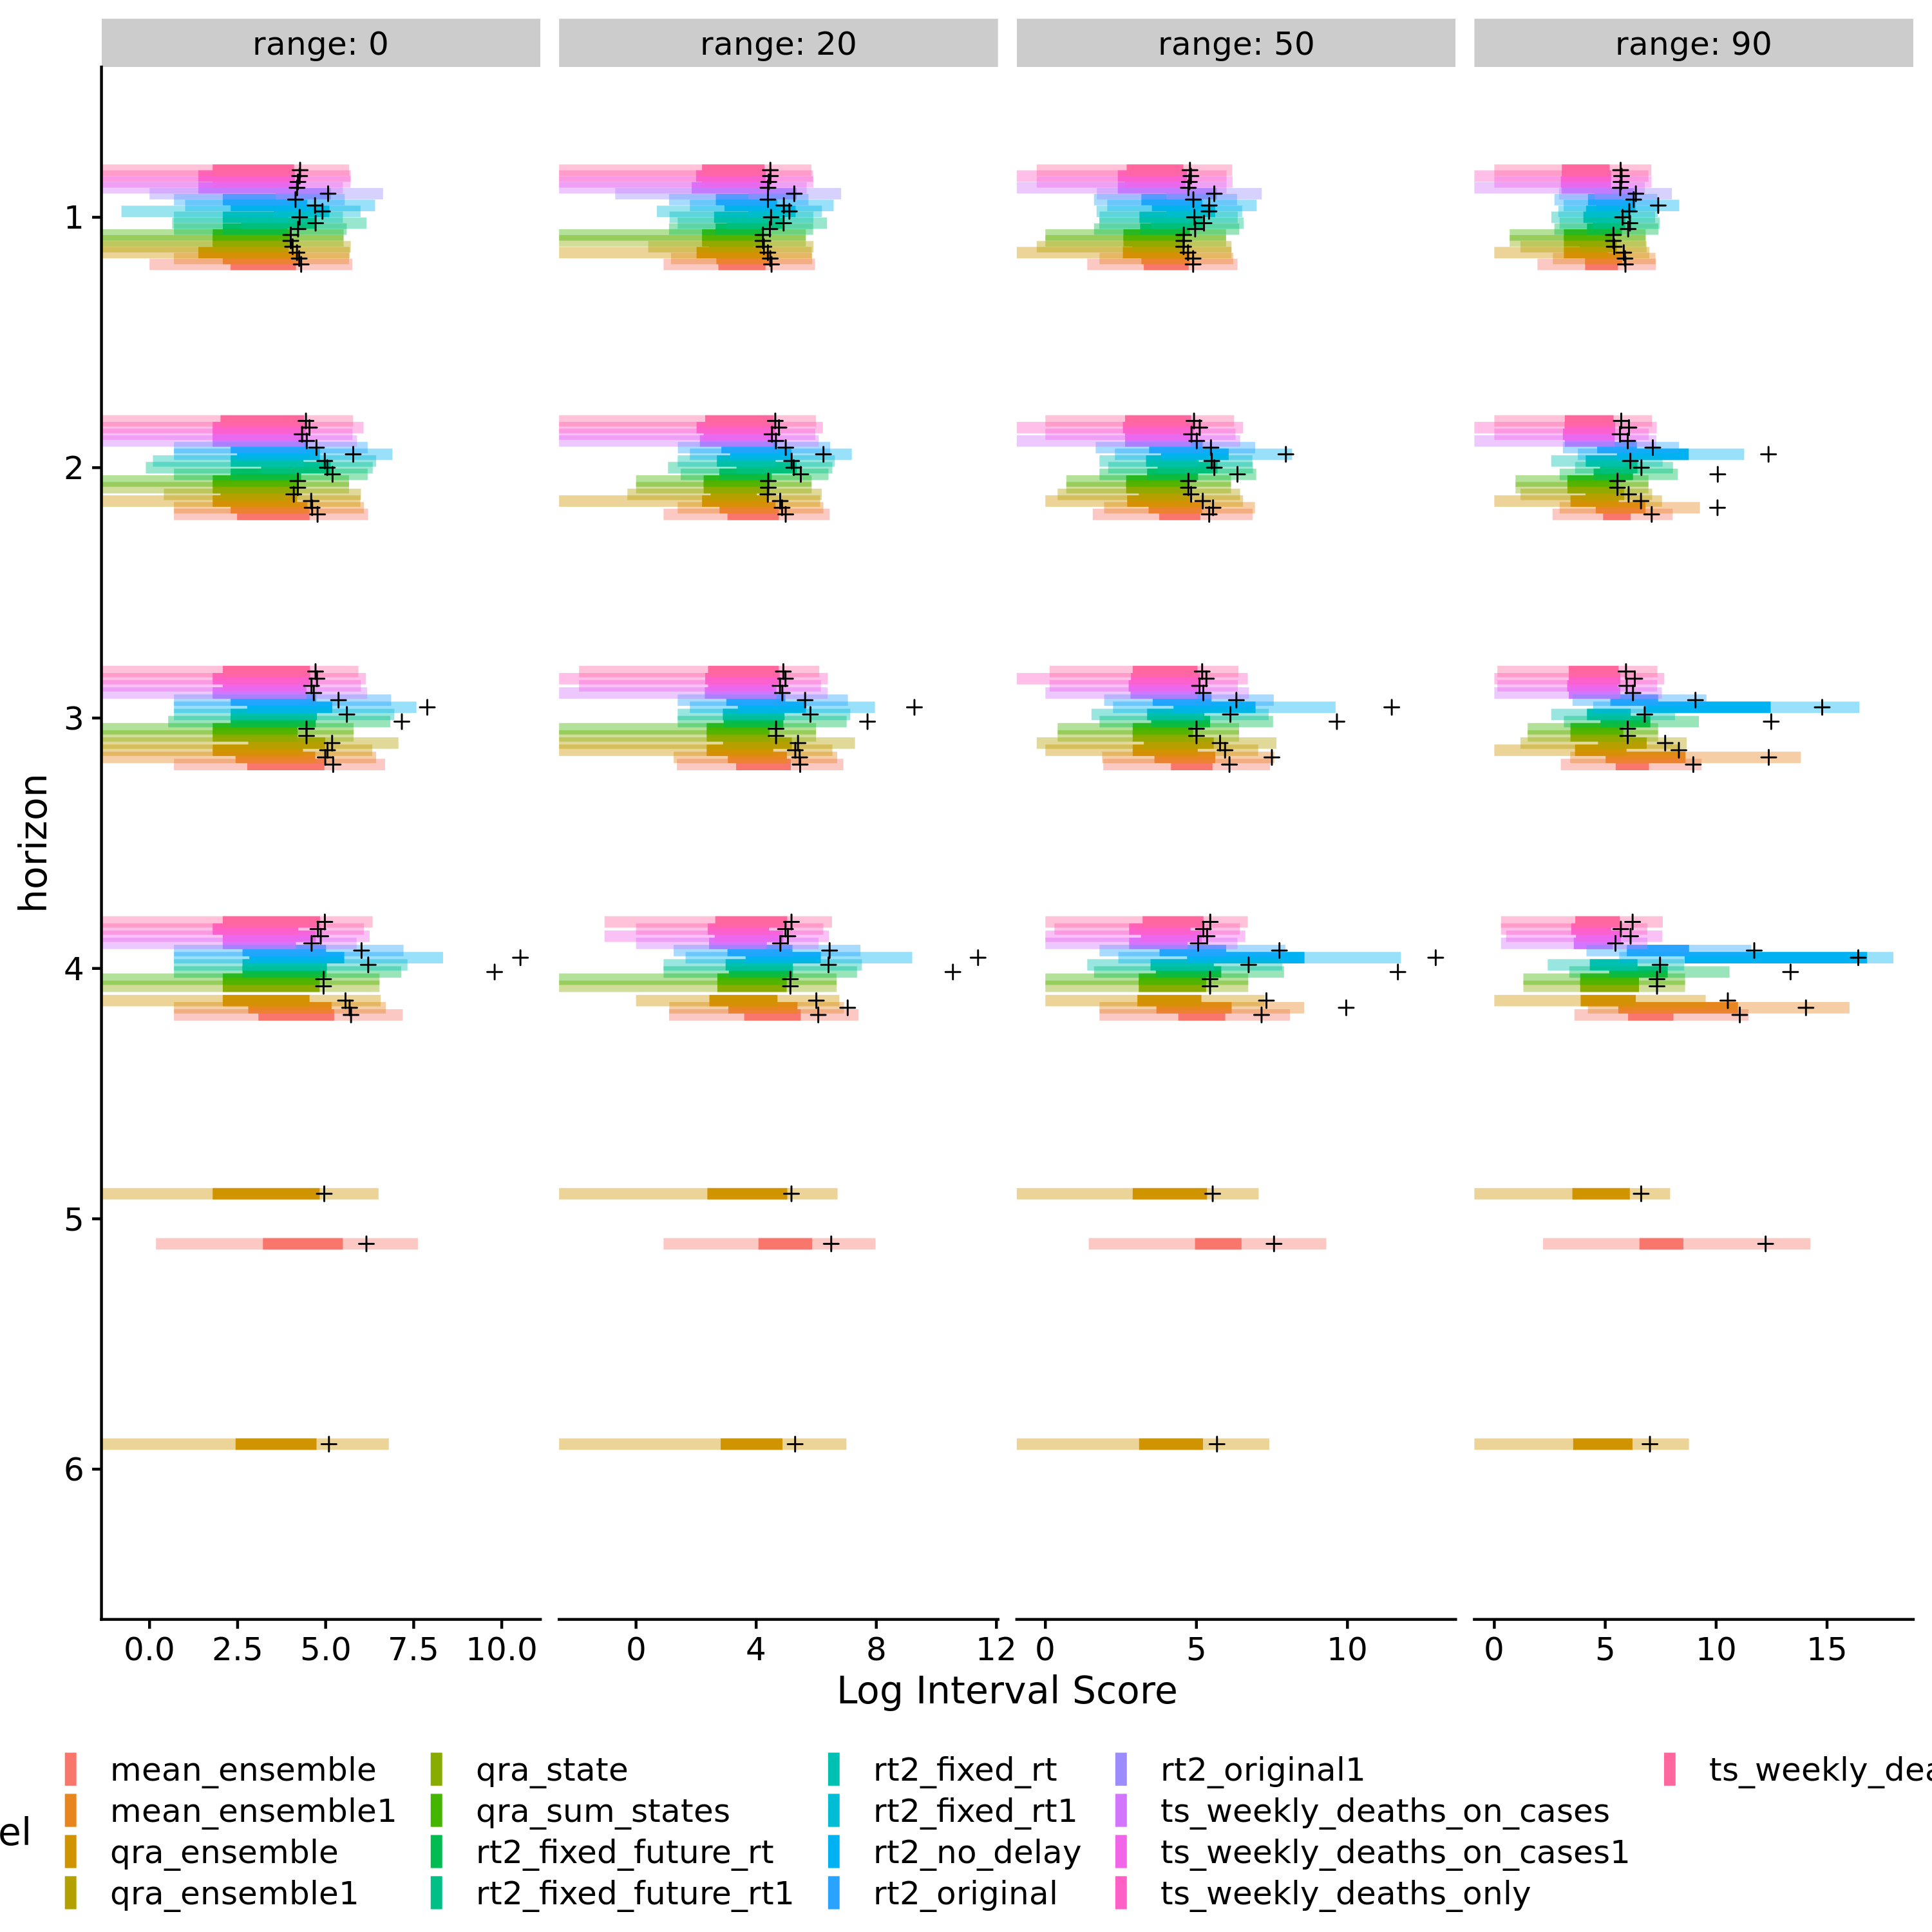 range: 0 range: 20 range: 50 range: 90
horizon
1
2
3
4
5
6
0.0 2.5 5.0 7.5 10.0 0 4 8 12 0 5 10 0 5 10 15
Log Interval Score
el
mean_ensemble qra_state rt2_fixed_rt rt2_original1 ts_weekly_dea
mean_ensemble1 qra_sum_states rt2_fixed_rt1 ts_weekly_deaths_on_cases
qra_ensemble rt2_fixed_future_rt rt2_no_delay ts_weekly_deaths_on_cases1
qra_ensemble1 rt2_fixed_future_rt1 rt2_original ts_weekly_deaths_only